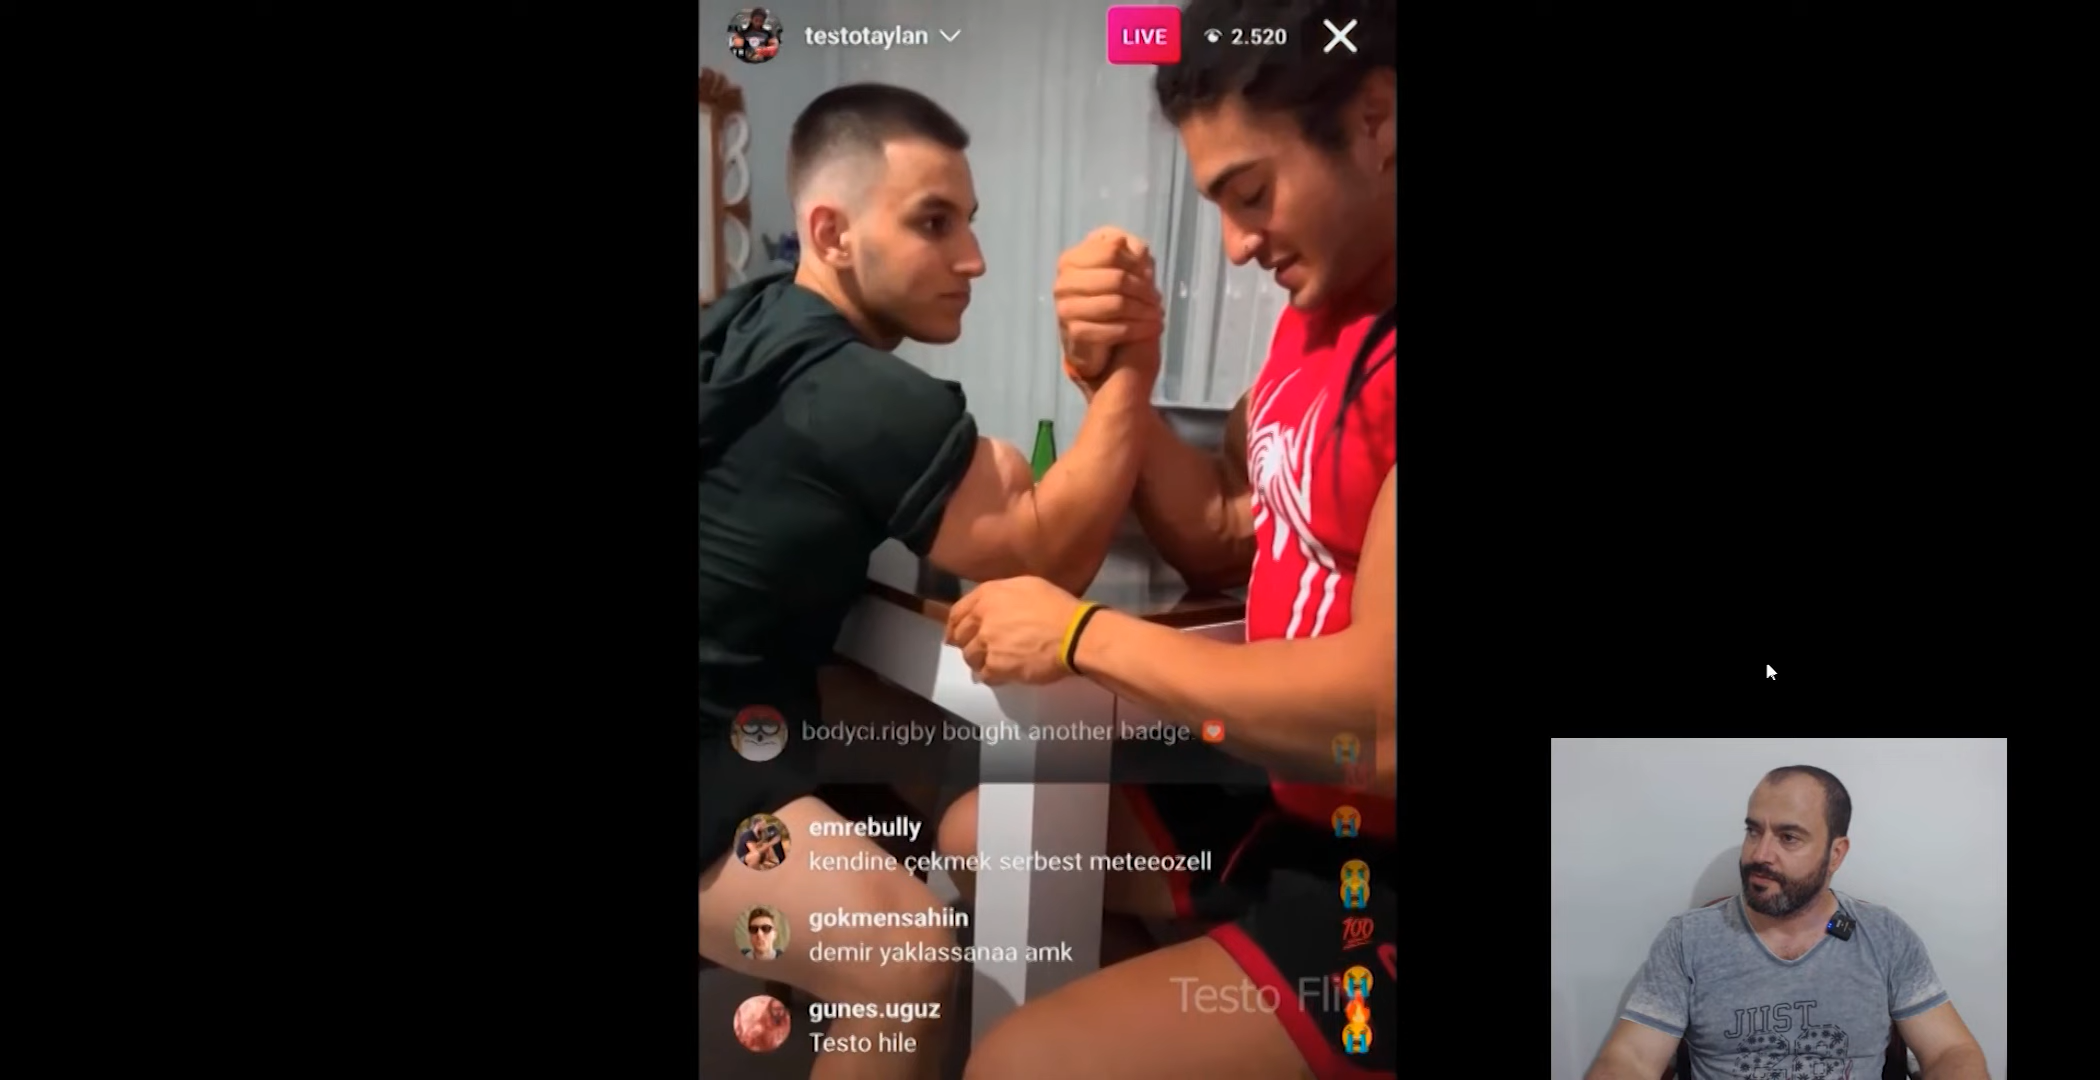 testotaylan
LIVE
2.520
bodyci.rigby bought another badge.
emrebully
kendine çekmek serbest meteeozell
gokmensahiin
demir yaklassanaa amk
gunes.uguz
Testo hile
Testo Fli
100
JUST